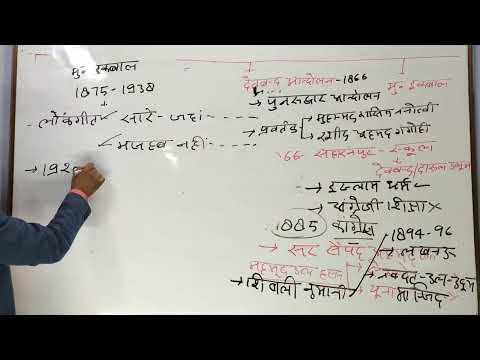 मु॰ इकबाल
1875-1938
- लोकगीत सारे- जहां - - - -
मजहब नहीं - - - -
→ 192
देवबन्द आन्दोलन-1866
→ पुनरुद्धार आन्दोलन
→ प्रवर्तक
→ मुहम्मद कासिम ननौत्वी
→ रशीद अहमद गंगोही
मु॰ इकबाल
66- सहारनपुर - स्कूल
देवबन्द/दारुल उलूम
→ इस्लाम धर्म
→ अंग्रेजी शिक्षा ×
1885 कांग्रेस
→ सर सैयद
महमूद उल हसन
→ शिबली नुमानी
1894-96
→ लखनऊ
→ नदवत-उल-उलूम